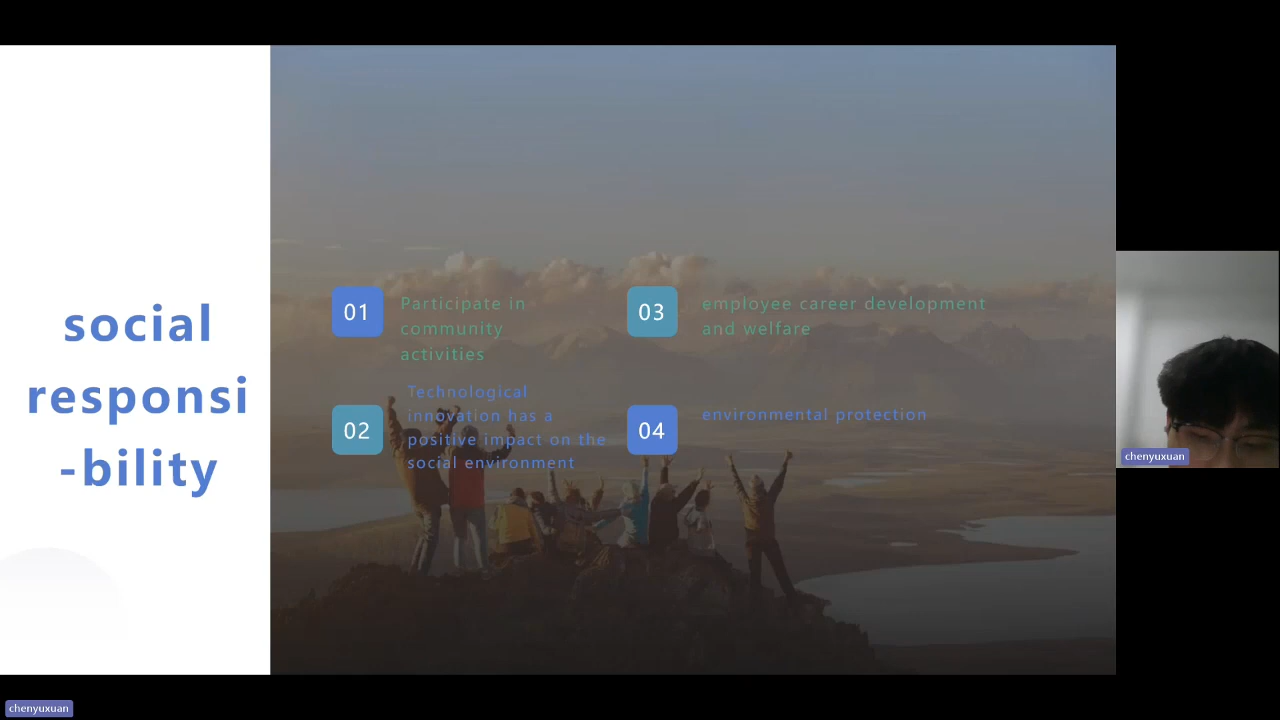 social
responsi
-bility
01
Participate in
community
activities
02
Technological
innovation has a
positive impact on the
social environment
03
employee career development
and welfare
04
environmental protection
chenyuxuan
chenyuxuan